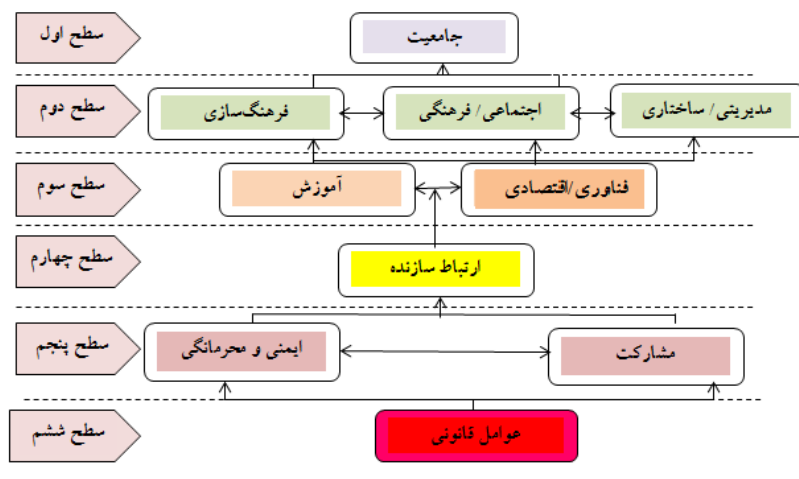 سطح اول
جامعیت
سطح دوم
مدیریتی/ ساختاری
اجتماعی/ فرهنگی
فرهنگ‌سازی
سطح سوم
فناوری/اقتصادی
آموزش
سطح چهارم
ارتباط سازنده
سطح پنجم
مشارکت
ایمنی و محرمانگی
سطح ششم
عوامل قانونی